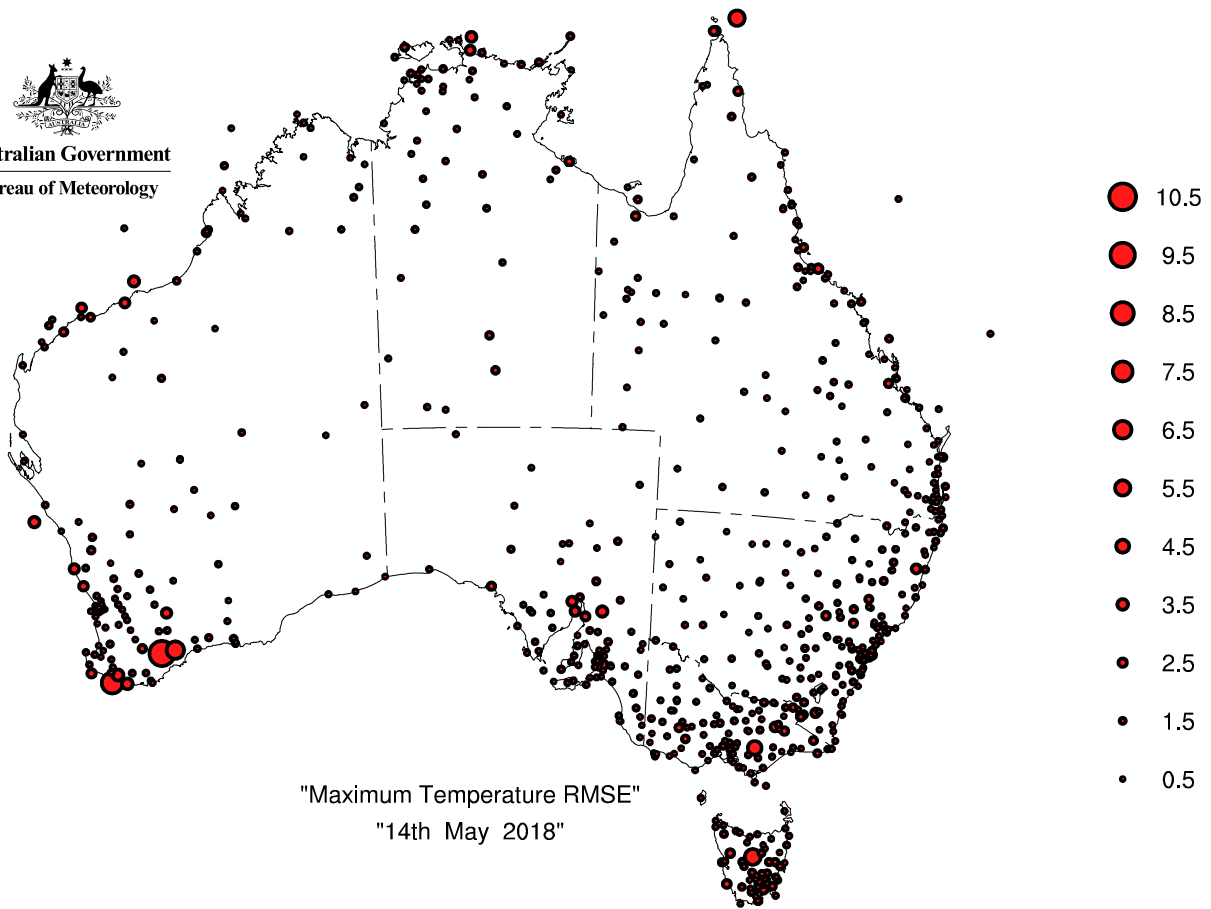 AUSTRALIA
tralian Government
reau of Meteorology
10.5
9.5
8.5
7.5
6.5
5.5
4.5
3.5
2.5
1.5
0.5
"Maximum Temperature RMSE"
"14th May 2018"